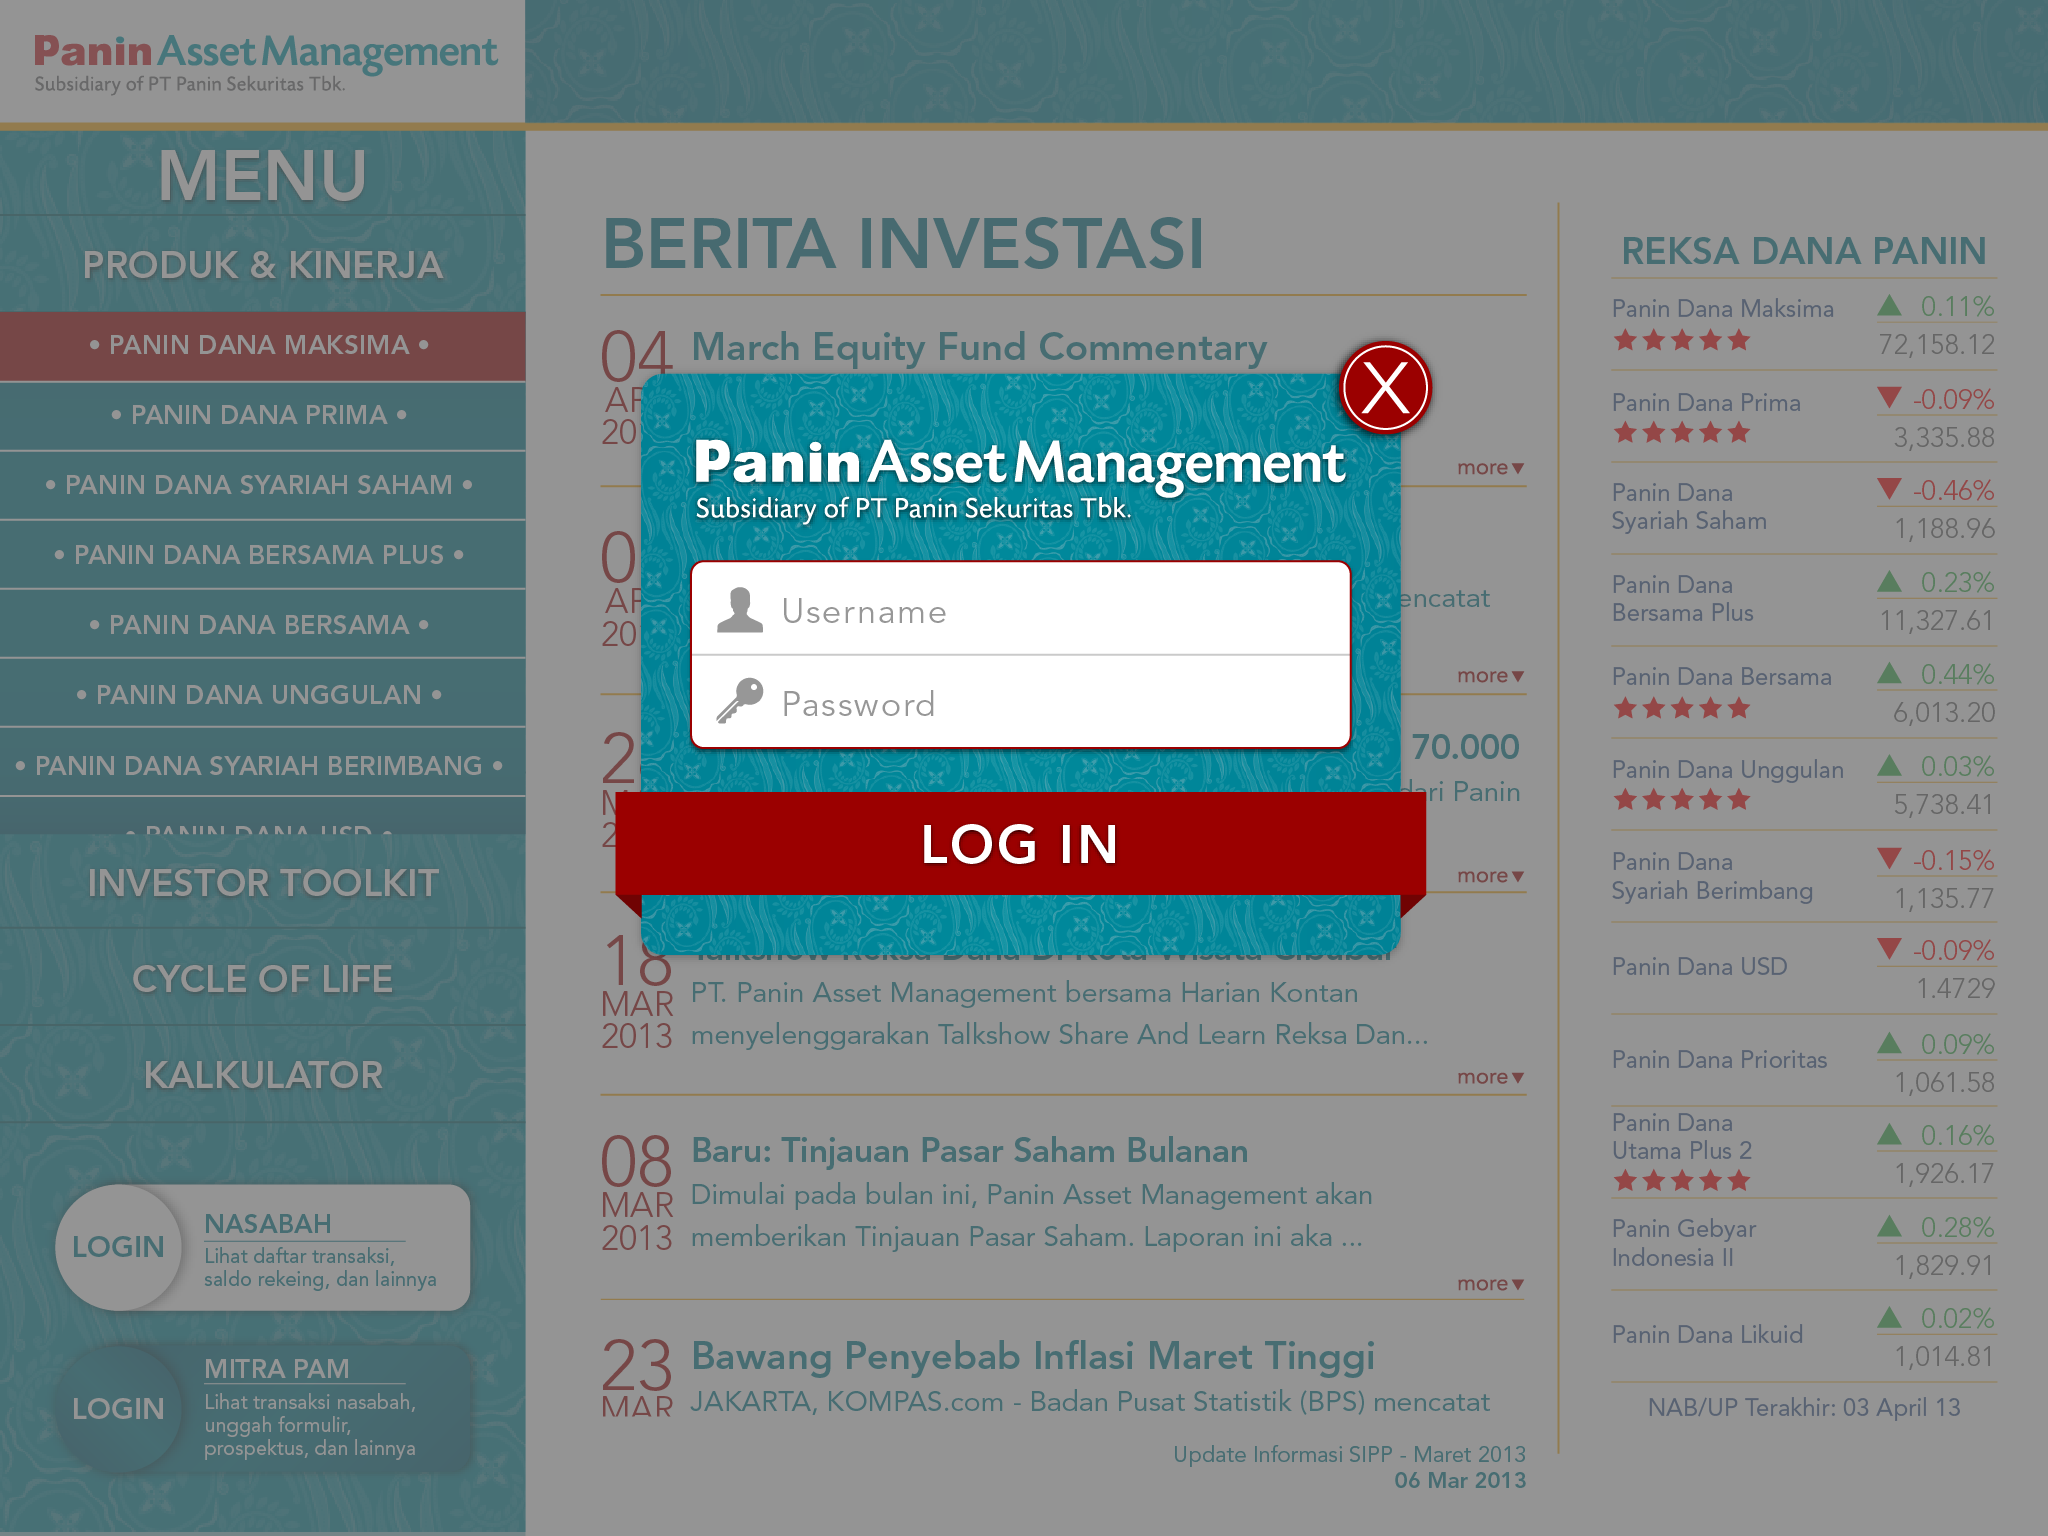 Panin Asset Management
Subsidiary of PT Panin Sekuritas Tbk.
MENU
PRODUK & KINERJA
• PANIN DANA MAKSIMA •
• PANIN DANA PRIMA •
• PANIN DANA SYARIAH SAHAM •
• PANIN DANA BERSAMA PLUS •
• PANIN DANA BERSAMA •
• PANIN DANA UNGGULAN •
• PANIN DANA SYARIAH BERIMBANG •
• PANIN DANA USD •
INVESTOR TOOLKIT
CYCLE OF LIFE
KALKULATOR
LOGIN
NASABAH
Lihat daftar transaksi,
saldo rekeing, dan lainnya
LOGIN
MITRA PAM
Lihat transaksi nasabah,
unggah formulir,
prospektus, dan lainnya
BERITA INVESTASI
04
March Equity Fund Commentary
more
encatat
more
70.000
dari Panin
more
18
MAR
2013
Talkshow Reksa Dana Di Kota Wisata Cibubur
PT. Panin Asset Management bersama Harian Kontan
menyelenggarakan Talkshow Share And Learn Reksa Dan...
more
08
MAR
2013
Baru: Tinjauan Pasar Saham Bulanan
Dimulai pada bulan ini, Panin Asset Management akan
memberikan Tinjauan Pasar Saham. Laporan ini aka ...
more
23
MAR
Bawang Penyebab Inflasi Maret Tinggi
JAKARTA, KOMPAS.com - Badan Pusat Statistik (BPS) mencatat
Update Informasi SIPP - Maret 2013
06 Mar 2013
X
Panin Asset Management
Subsidiary of PT Panin Sekuritas Tbk.
Username
Password
LOG IN
REKSA DANA PANIN
Panin Dana Maksima
0.11%
72,158.12
Panin Dana Prima
-0.09%
3,335.88
Panin Dana
Syariah Saham
-0.46%
1,188.96
Panin Dana
Bersama Plus
0.23%
11,327.61
Panin Dana Bersama
0.44%
6,013.20
Panin Dana Unggulan
0.03%
5,738.41
Panin Dana
Syariah Berimbang
-0.15%
1,135.77
Panin Dana USD
-0.09%
1.4729
Panin Dana Prioritas
0.09%
1,061.58
Panin Dana
Utama Plus 2
0.16%
1,926.17
Panin Gebyar
Indonesia II
0.28%
1,829.91
Panin Dana Likuid
0.02%
1,014.81
NAB/UP Terakhir: 03 April 13